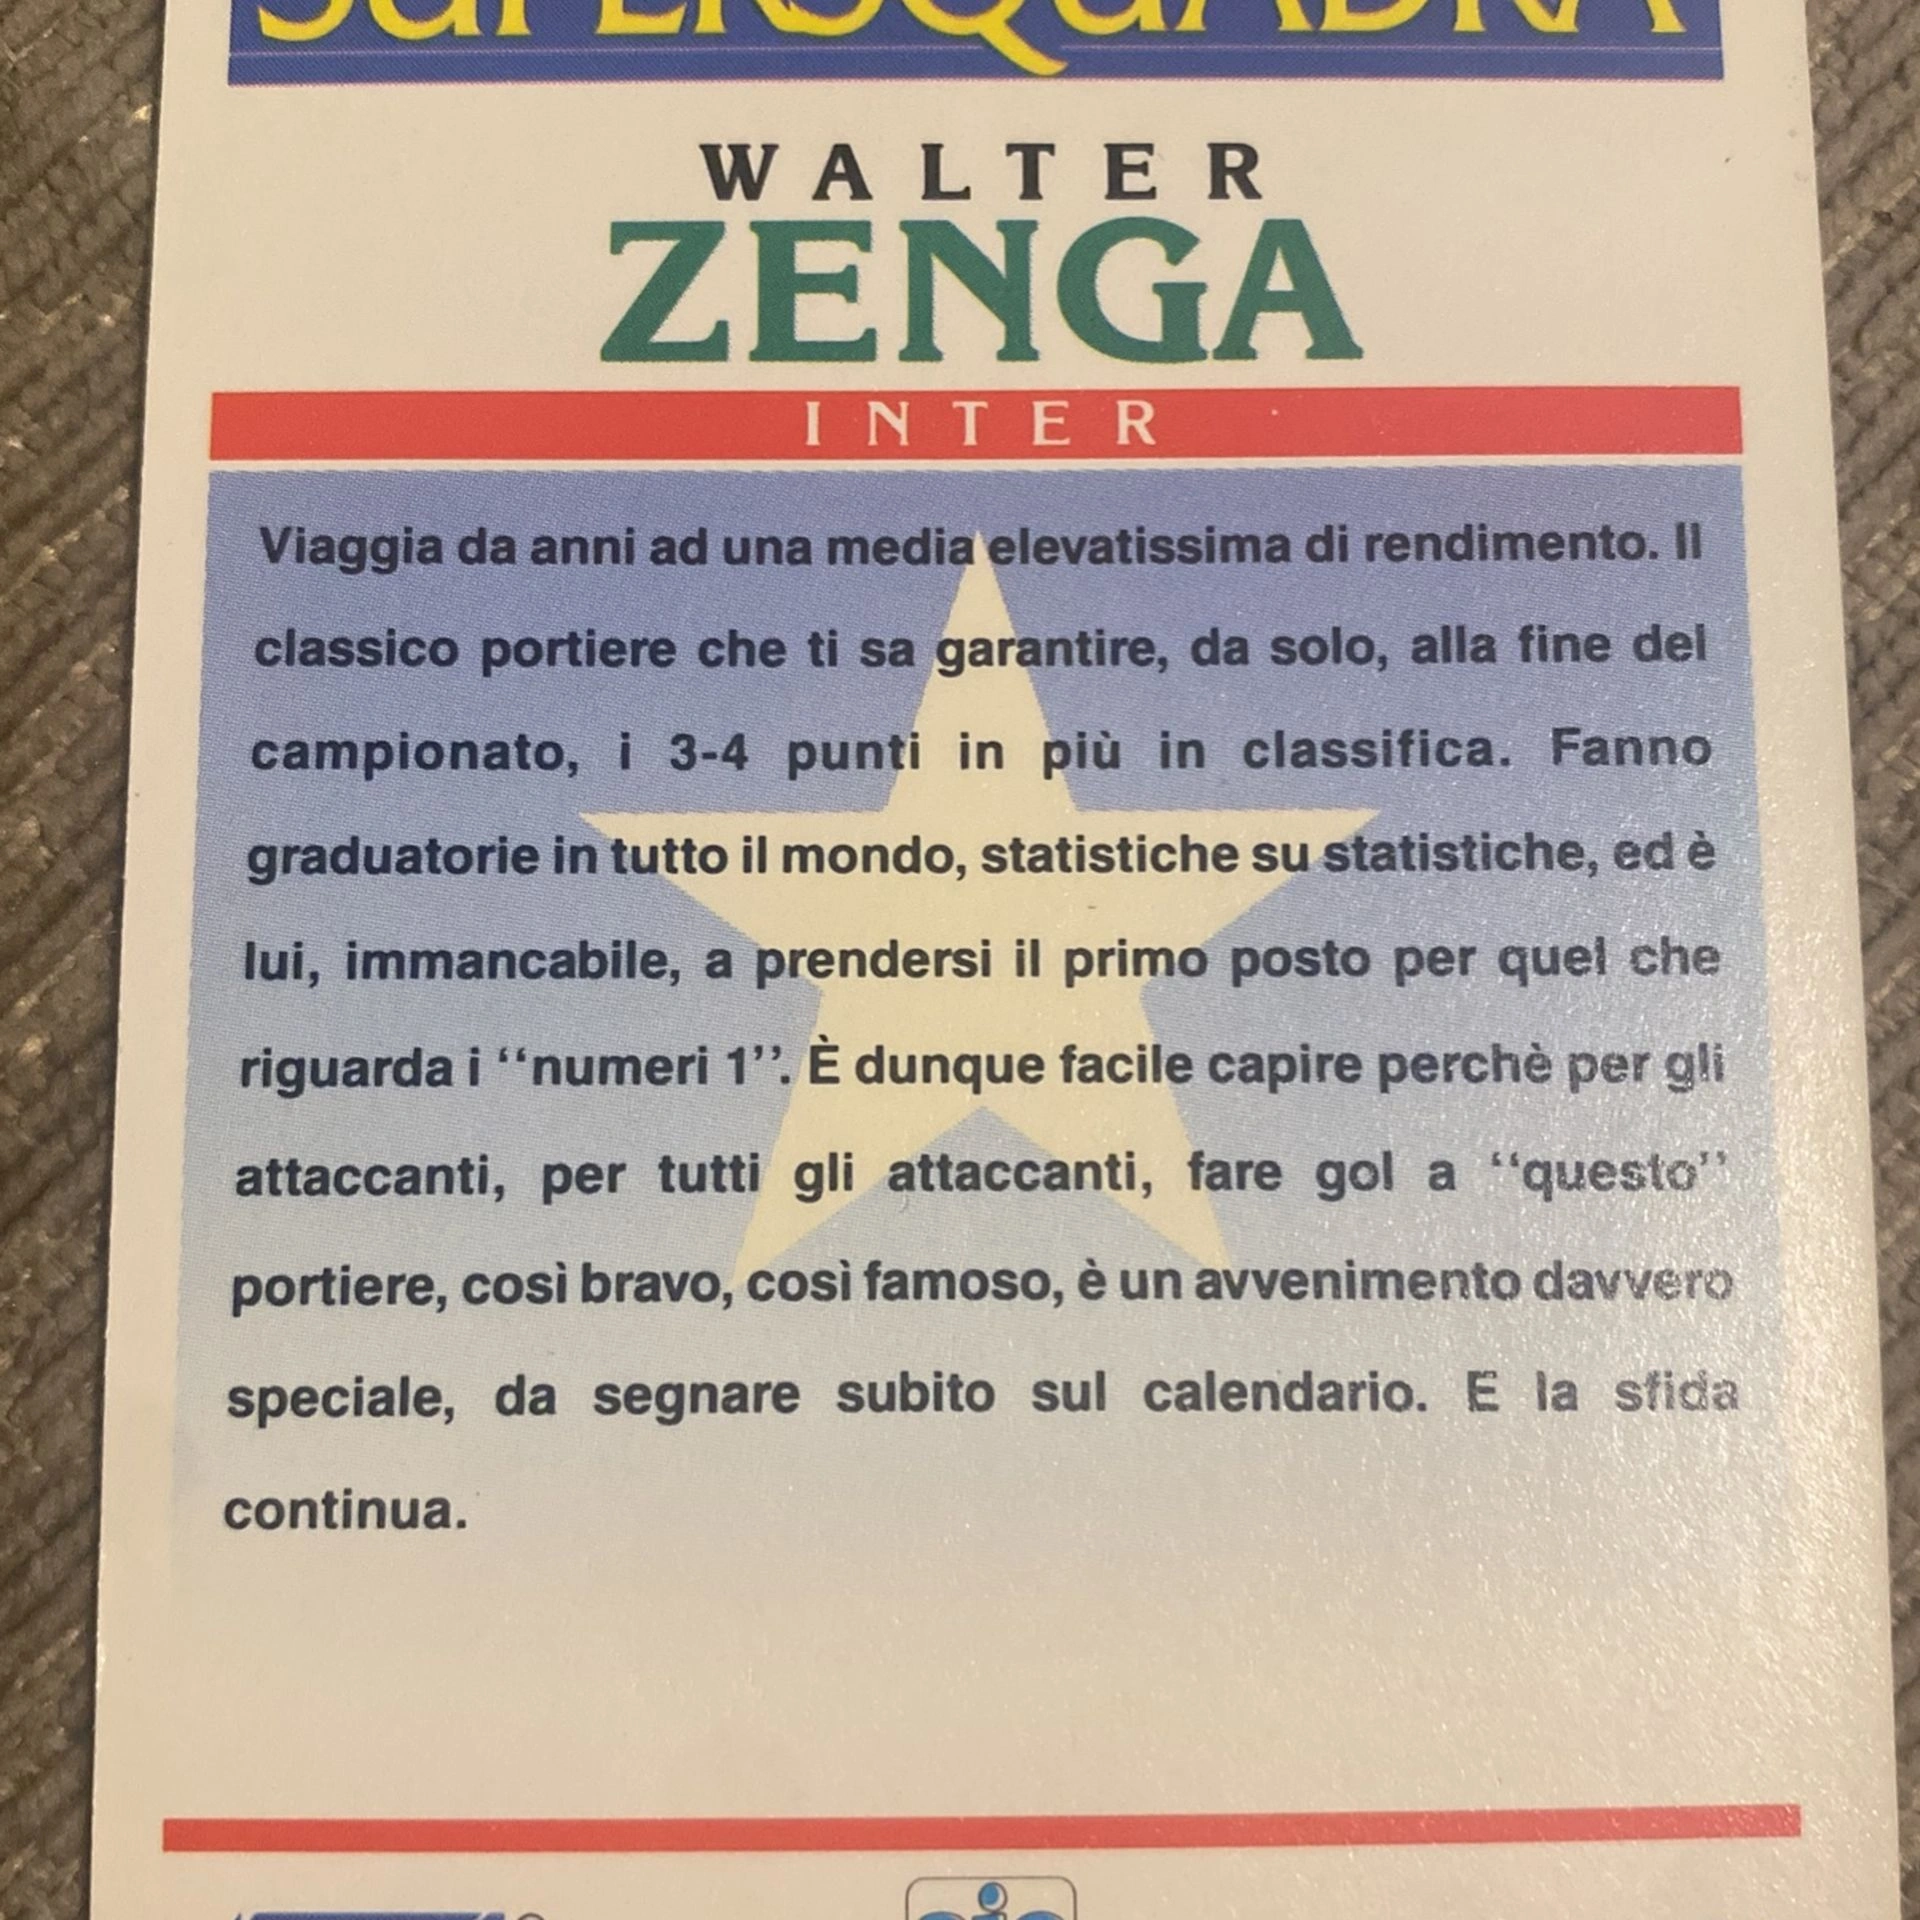 SUPERSQUADRA
WALTER
ZENGA
INTER
Viaggia da anni ad una media elevatissima di rendimento. Il
classico portiere che ti sa garantire, da solo, alla fine del
campionato, i 3-4 punti in più in classifica. Fanno
graduatorie in tutto il mondo, statistiche su statistiche, ed è
lui, immancabile, a prendersi il primo posto per quel che
riguarda i ‘‘numeri 1’’. È dunque facile capire perchè per gli
attaccanti, per tutti gli attaccanti, fare gol a ‘‘questo’’
portiere, così bravo, così famoso, è un avvenimento davvero
speciale, da segnare subito sul calendario. E la sfida
continua.